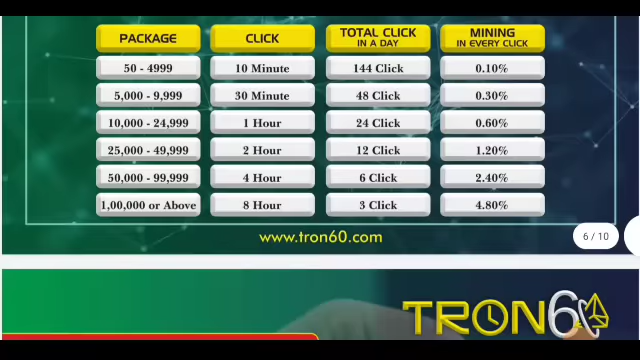 PACKAGE CLICK TOTAL CLICK IN A DAY MINING IN EVERY CLICK
50 - 4999 10 Minute 144 Click 0.10%
5,000 - 9,999 30 Minute 48 Click 0.30%
10,000 - 24,999 1 Hour 24 Click 0.60%
25,000 - 49,999 2 Hour 12 Click 1.20%
50,000 - 99,999 4 Hour 6 Click 2.40%
1,00,000 or Above 8 Hour 3 Click 4.80%
www.tron60.com
6 / 10
TRON60